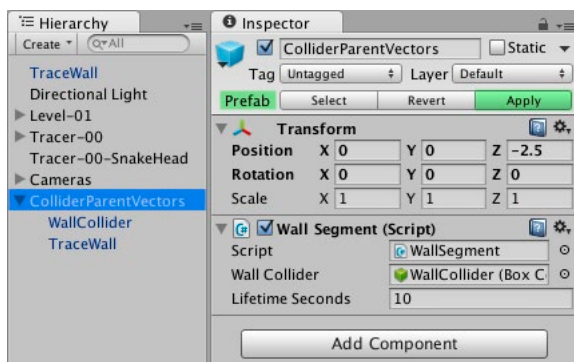 Hierarchy
Create
All
TraceWall
Directional Light
Level-01
Tracer-00
Tracer-00-SnakeHead
Cameras
ColliderParentVectors
WallCollider
TraceWall
Inspector
ColliderParentVectors Static
Tag Untagged Layer Default
Prefab Select Revert Apply
Transform
Position X 0 Y 0 Z -2.5
Rotation X 0 Y 0 Z 0
Scale X 1 Y 1 Z 1
Wall Segment (Script)
Script WallSegment
Wall Collider WallCollider (Box C
Lifetime Seconds 10
Add Component